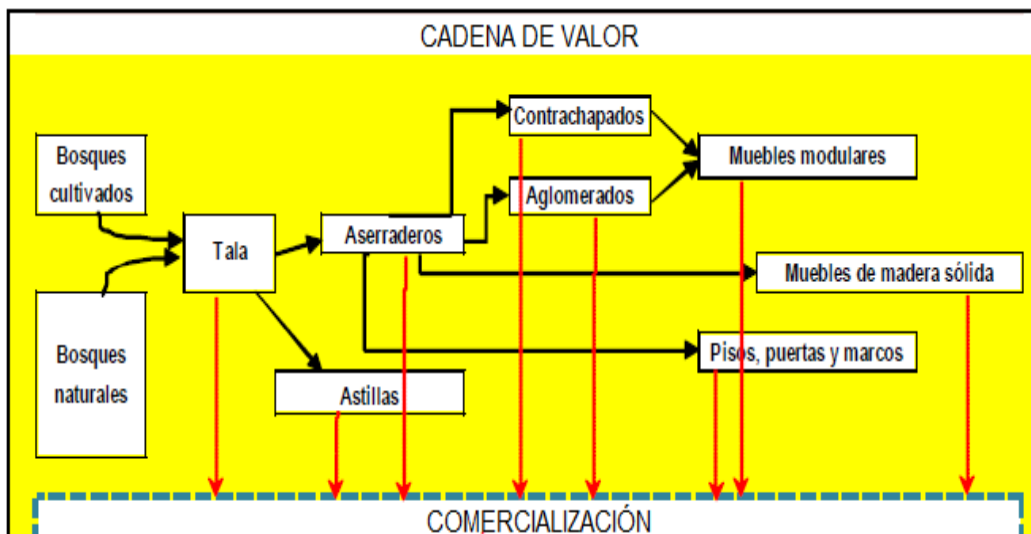 CADENA DE VALOR
Contrachapados
Bosques
cultivados
Muebles modulares
Aglomerados
Tala
Aserraderos
Muebles de madera sólida
Bosques
naturales
Pisos, puertas y marcos
Astillas
COMERCIALIZACIÓN